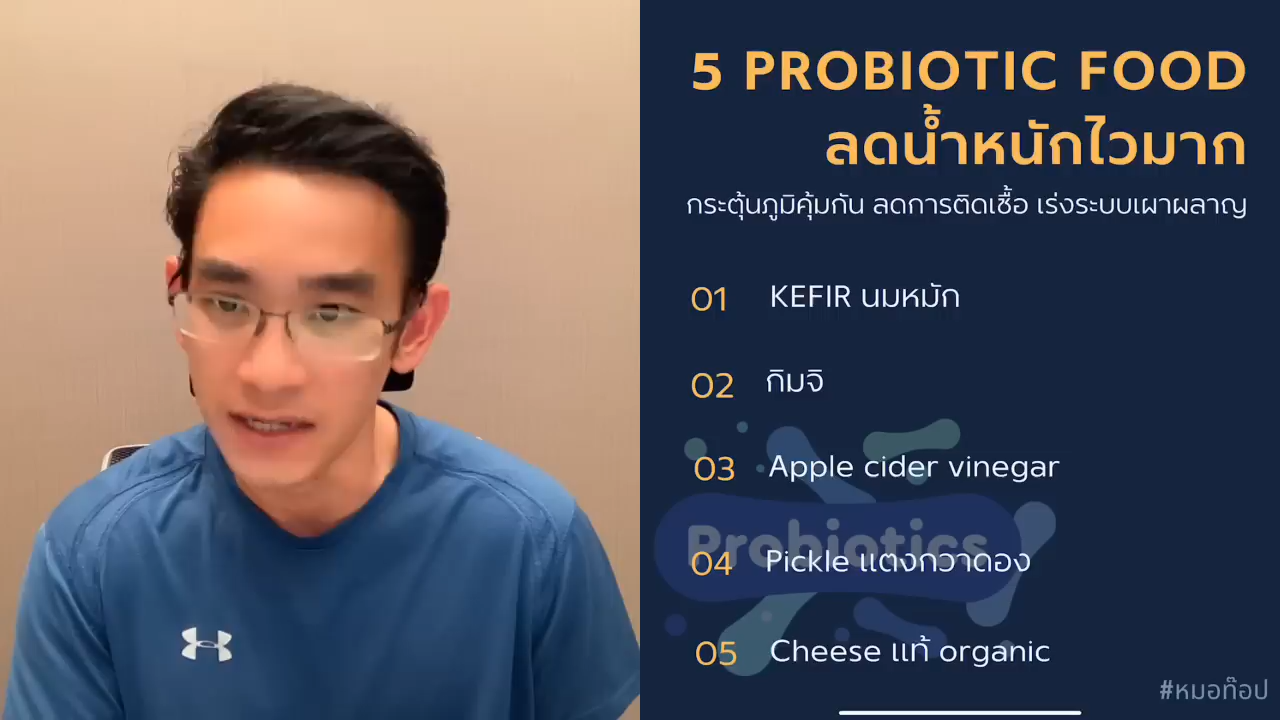 5 PROBIOTIC FOOD
ลดน้ำหนักไวมาก
กระตุ้นภูมิคุ้มกัน ลดการติดเชื้อ เร่งระบบเผาผลาญ
01 KEFIR นมหมัก
02 กิมจิ
03 Apple cider vinegar
Probiotics
04 Pickle แตงกวาดอง
05 Cheese แท้ organic
#หมอท๊อป